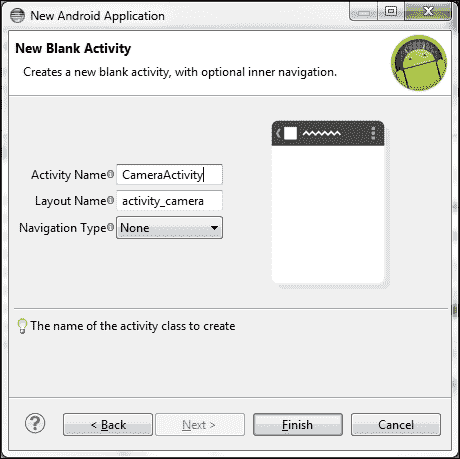 New Android Application
New Blank Activity
Creates a new blank activity, with optional inner navigation.
Activity Name CameraActivity
Layout Name activity_camera
Navigation Type None
The name of the activity class to create
? < Back Next > Finish Cancel